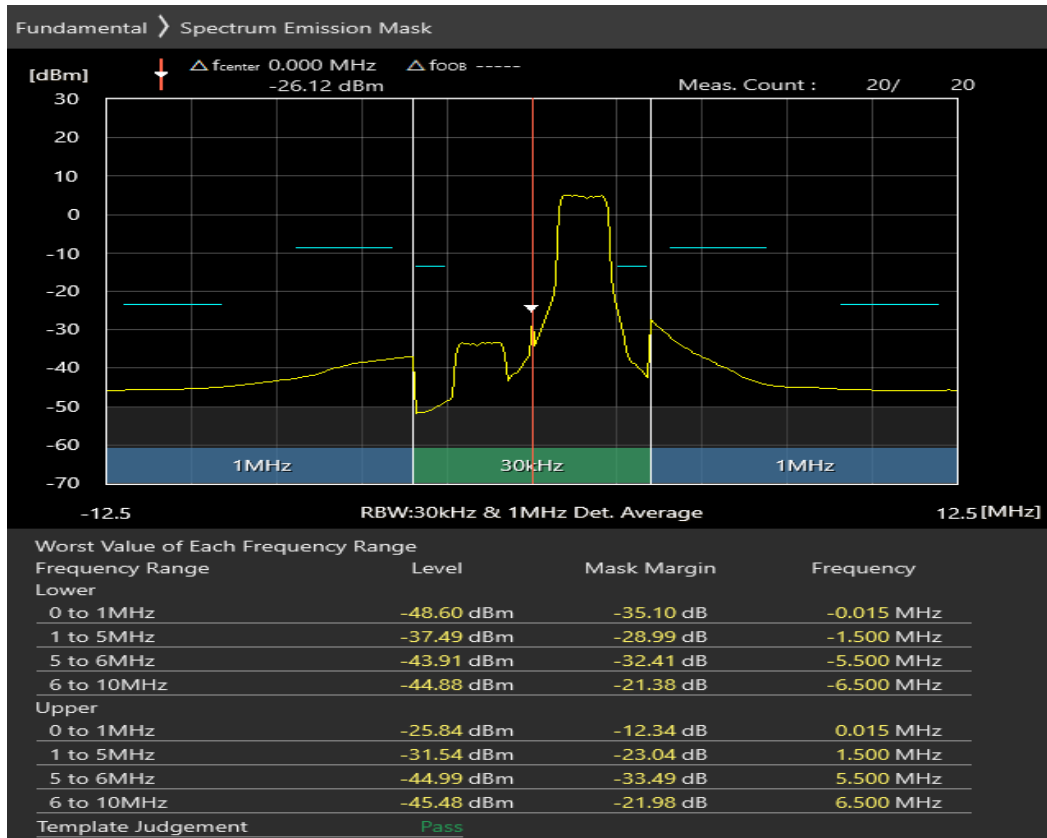 Fundamental 〉 Spectrum Emission Mask
[dBm] △ fcenter 0.000 MHz △ fOOB -----
-26.12 dBm Meas. Count : 20/ 20
30
20
10
0
-10
-20
-30
-40
-50
-60
-70
1MHz 30kHz 1MHz
-12.5 RBW:30kHz & 1MHz Det. Average 12.5 [MHz]
Worst Value of Each Frequency Range
Frequency Range Level Mask Margin Frequency
Lower
0 to 1MHz -48.60 dBm -35.10 dB -0.015 MHz
1 to 5MHz -37.49 dBm -28.99 dB -1.500 MHz
5 to 6MHz -43.91 dBm -32.41 dB -5.500 MHz
6 to 10MHz -44.88 dBm -21.38 dB -6.500 MHz
Upper
0 to 1MHz -25.84 dBm -12.34 dB 0.015 MHz
1 to 5MHz -31.54 dBm -23.04 dB 1.500 MHz
5 to 6MHz -44.99 dBm -33.49 dB 5.500 MHz
6 to 10MHz -45.48 dBm -21.98 dB 6.500 MHz
Template Judgement Pass